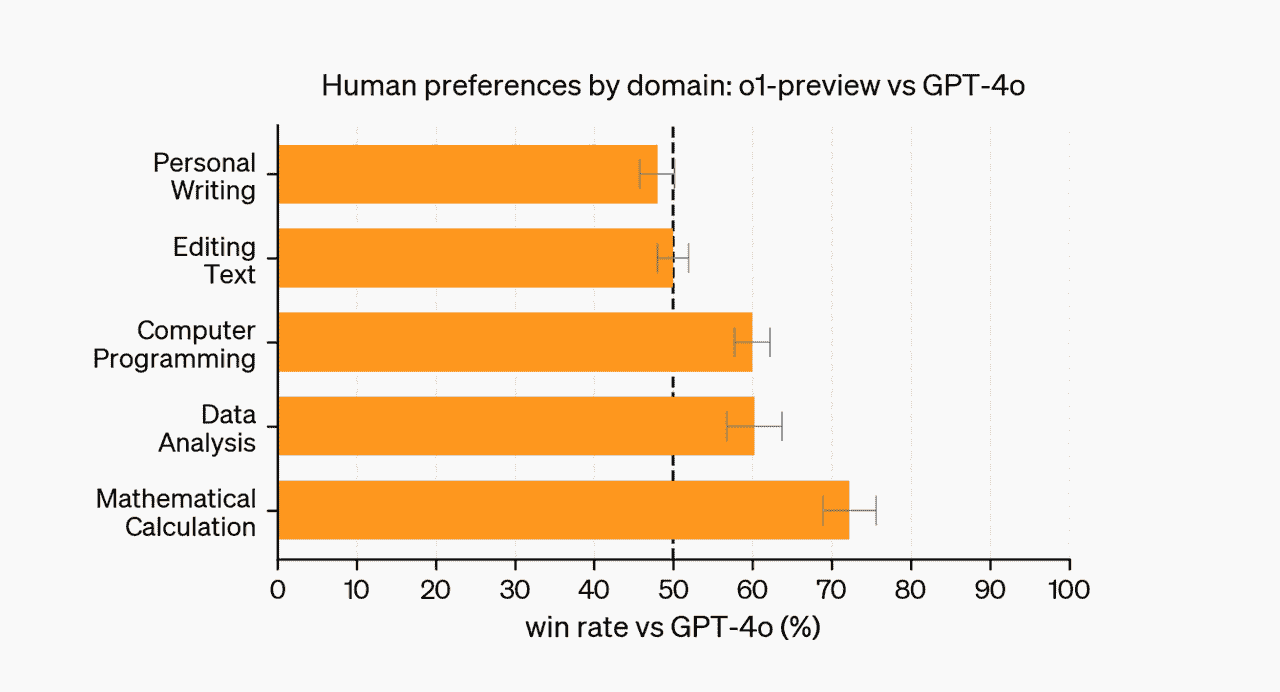 Human preferences by domain: o1-preview vs GPT-4o
Personal
Writing
Editing
Text
Computer
Programming
Data
Analysis
Mathematical
Calculation
0 10 20 30 40 50 60 70 80 90 100
win rate vs GPT-4o (%)